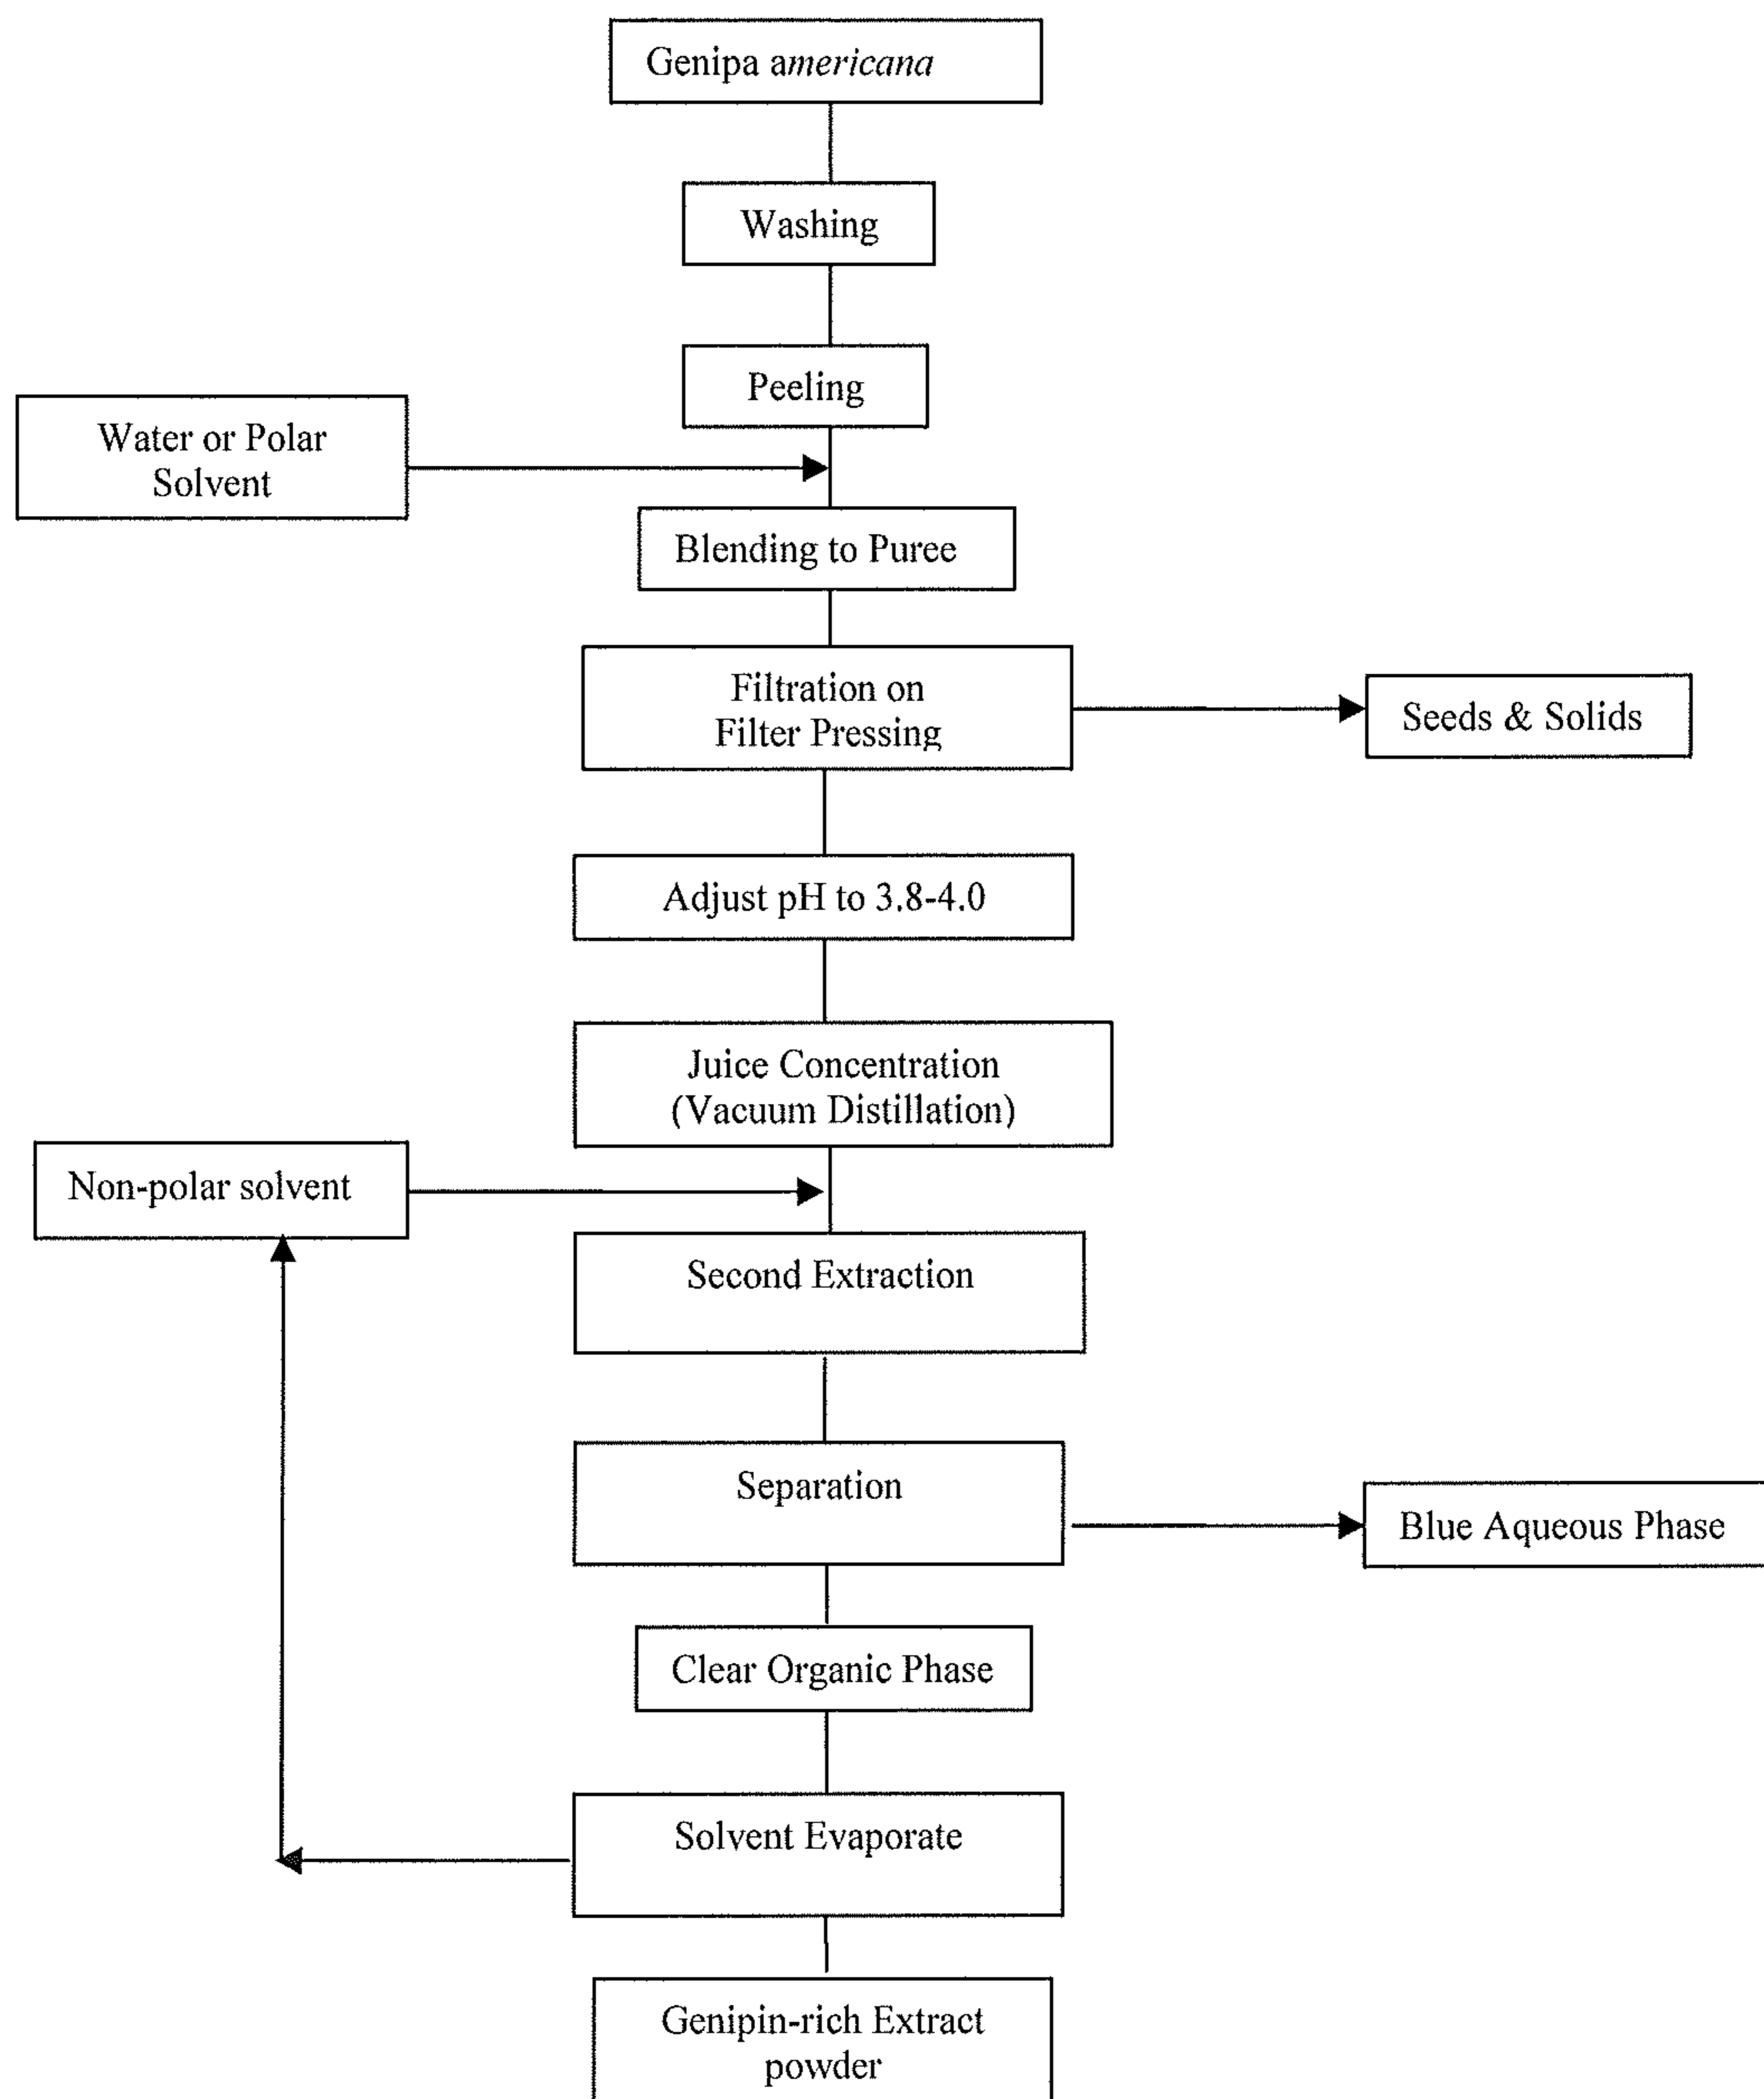 Genipa americana
Washing
Peeling
Water or Polar
Solvent
Blending to Puree
Filtration on
Filter Pressing
Seeds & Solids
Adjust pH to 3.8-4.0
Juice Concentration
(Vacuum Distillation)
Non-polar solvent
Second Extraction
Separation
Blue Aqueous Phase
Clear Organic Phase
Solvent Evaporate
Genipin-rich Extract
powder